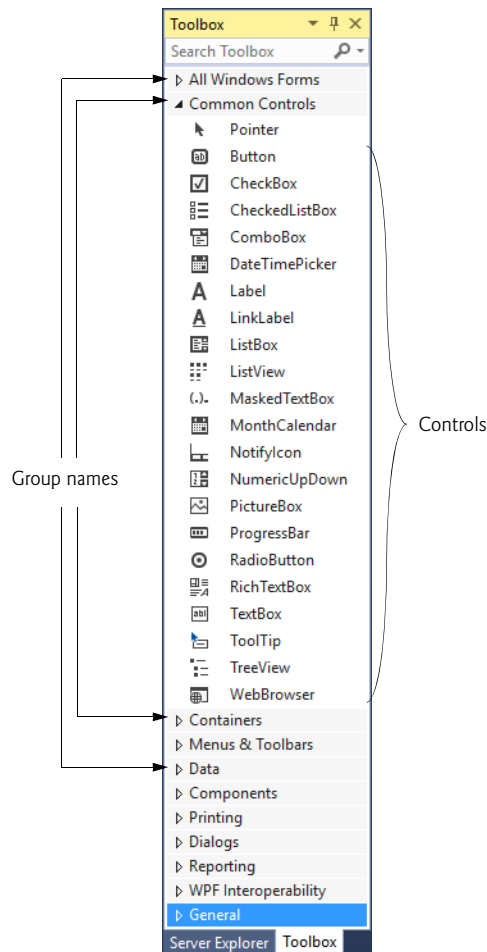 Toolbox
Search Toolbox
All Windows Forms
Common Controls
Pointer
Button
CheckBox
CheckedListBox
ComboBox
DateTimePicker
Label
LinkLabel
ListBox
ListView
MaskedTextBox
MonthCalendar
NotifyIcon
NumericUpDown
PictureBox
ProgressBar
RadioButton
RichTextBox
TextBox
ToolTip
TreeView
WebBrowser
Containers
Menus & Toolbars
Data
Components
Printing
Dialogs
Reporting
WPF Interoperability
General
Server Explorer Toolbox
Group names
Controls